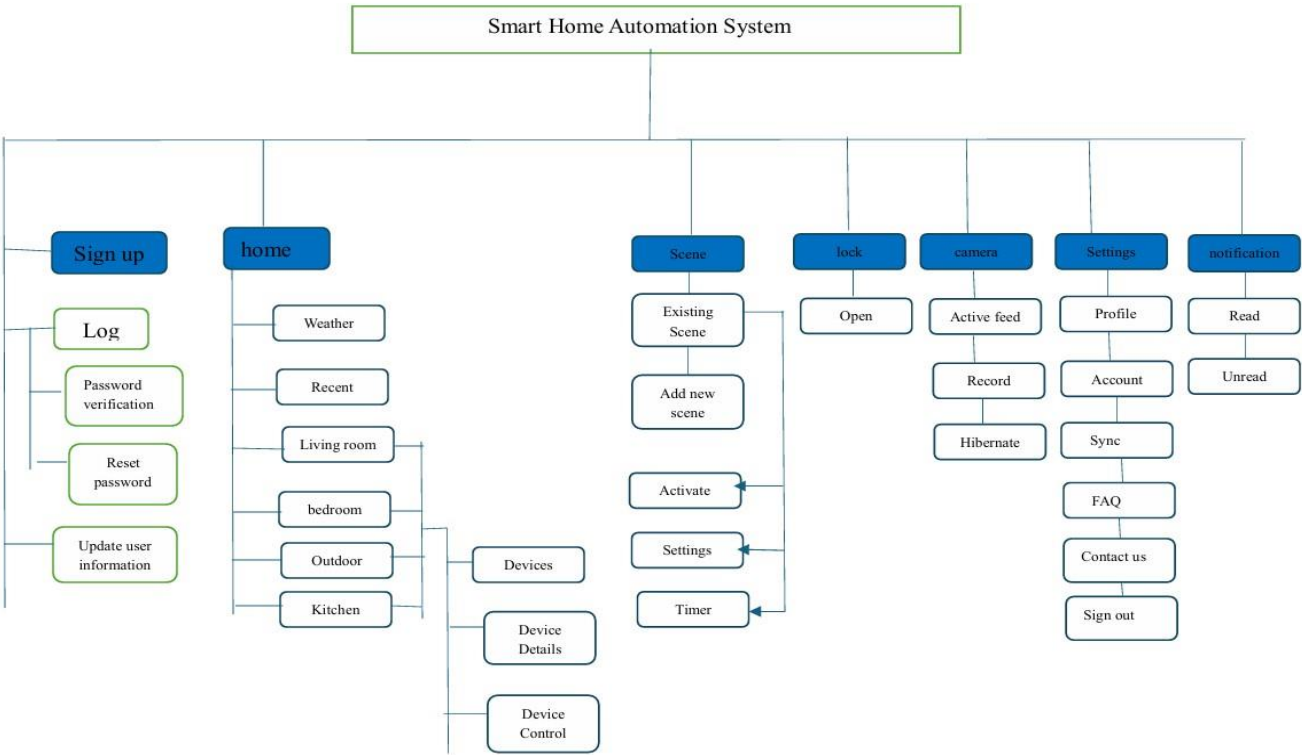 Smart Home Automation System
Sign up
home
Scene
lock
camera
Settings
notification
Log
Password
verification
Reset
password
Update user
information
Weather
Recent
Living room
bedroom
Outdoor
Kitchen
Devices
Device
Details
Device
Control
Existing
Scene
Add new
scene
Activate
Settings
Timer
Open
Active feed
Record
Hibernate
Profile
Account
Sync
FAQ
Contact us
Sign out
Read
Unread